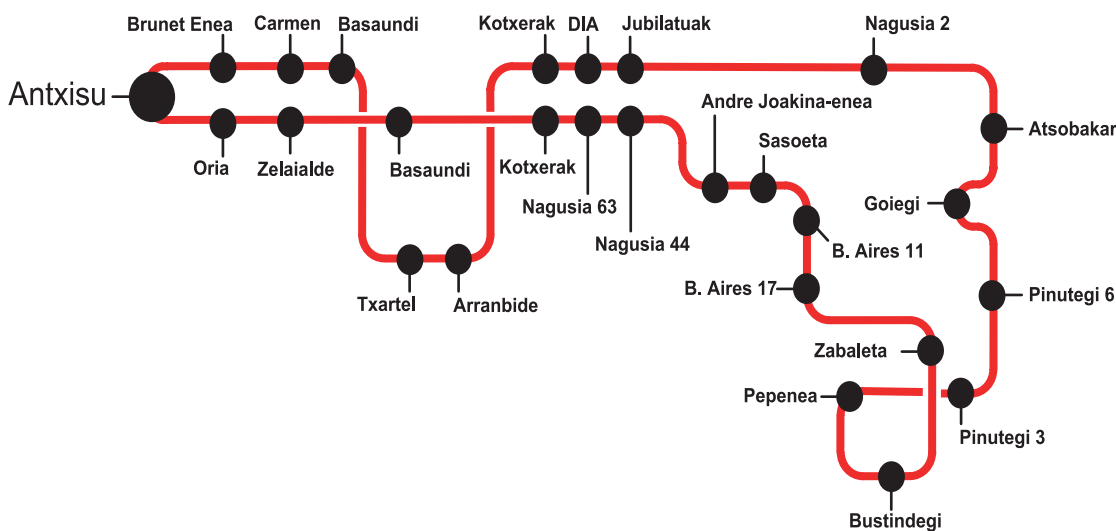 Brunet Enea
Carmen
Basaundi
Kotxerak
DIA
Jubilatuak
Nagusia 2
Antxisu
Andre Joakina-enea
Sasoeta
Atsobakar
Oria
Zelaialde
Basaundi
Kotxerak
Nagusia 63
Nagusia 44
Goiegi
B. Aires 11
B. Aires 17
Pinutegi 6
Txartel
Arranbide
Zabaleta
Pepenea
Pinutegi 3
Bustindegi